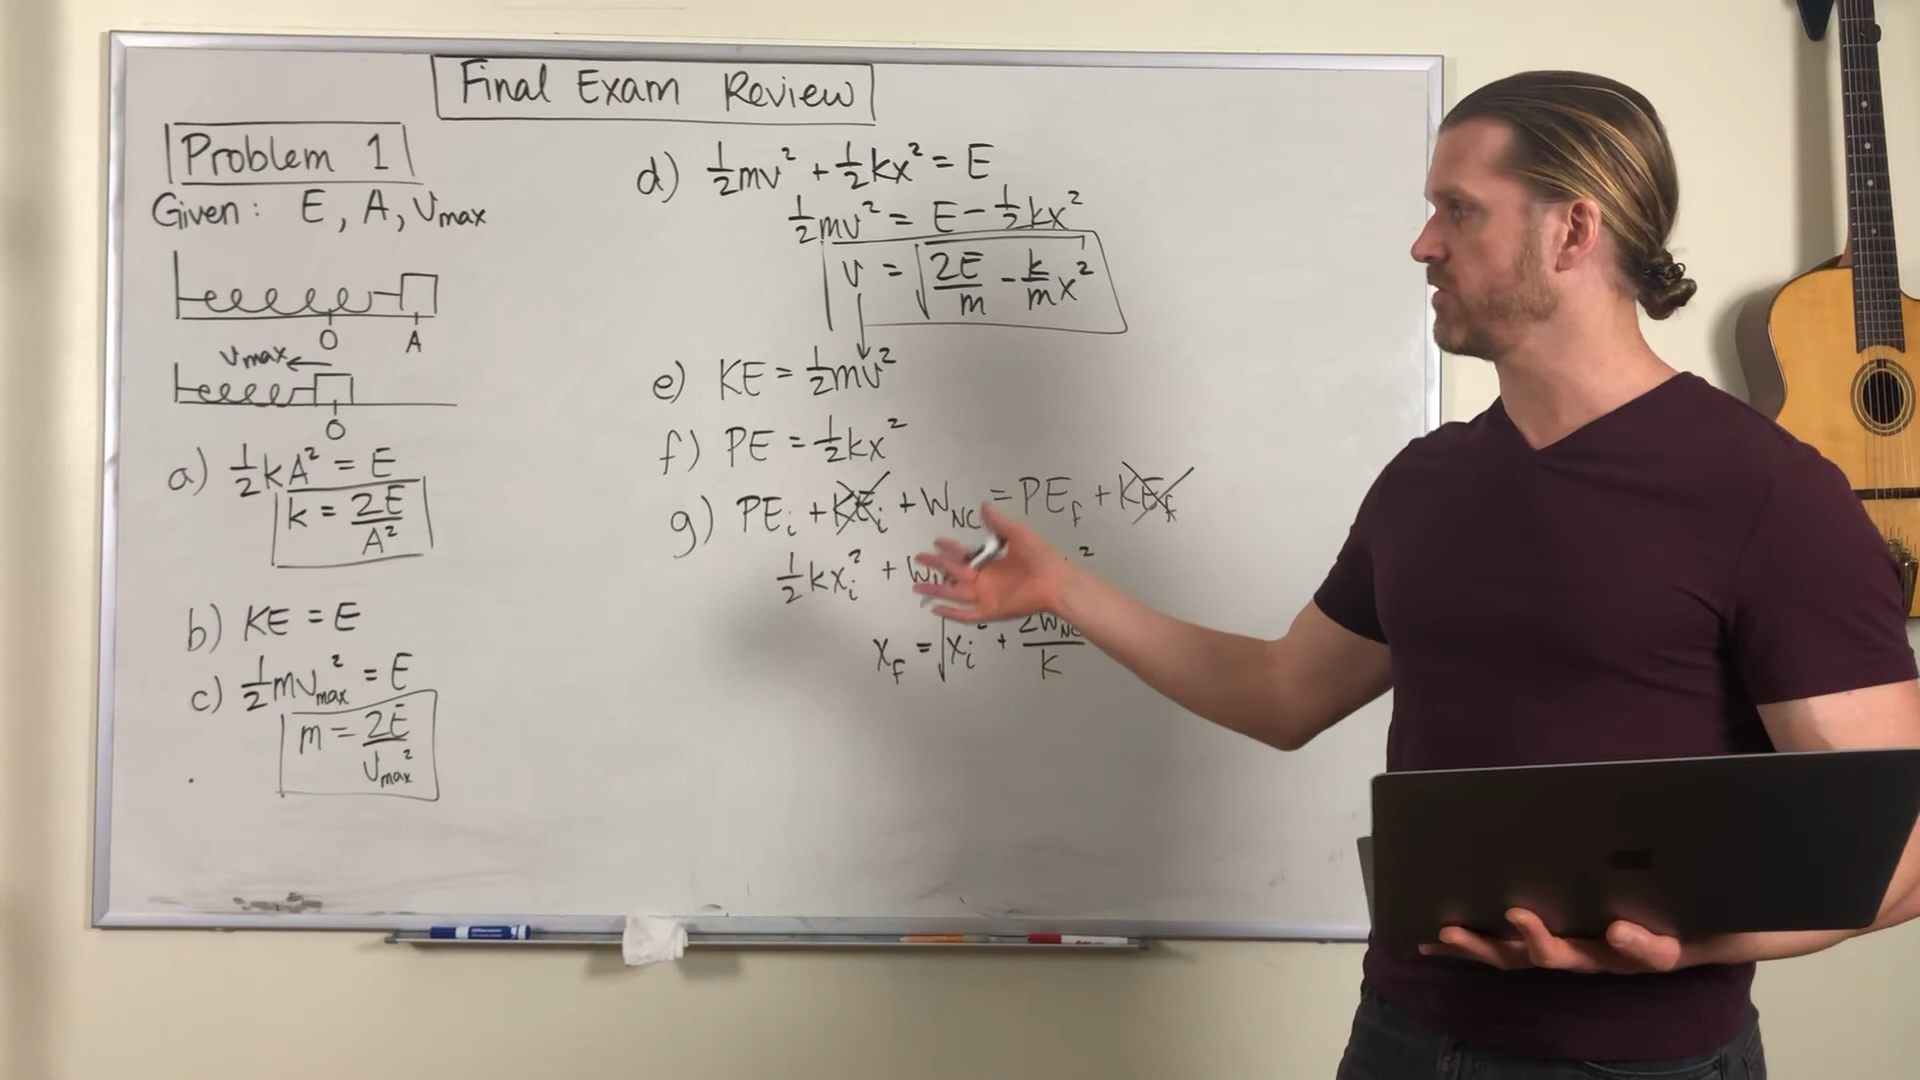 Final Exam Review
Problem 1
Given: E, A, Vmax
O A
Vmax
O
a) ½kA² = E
k = 2E/A²
b) KE = E
c) ½mvmax² = E
m = 2E/vmax²
d) ½mv² + ½kx² = E
½mv² = E - ½kx²
v = √(2E/m - k/m x²)
e) KE = ½mv²
f) PE = ½kx²
g) PEi + KEi + WNC = PEf + KEf
½kxi² + ²
xf = √(xi² + 2WNC/k)